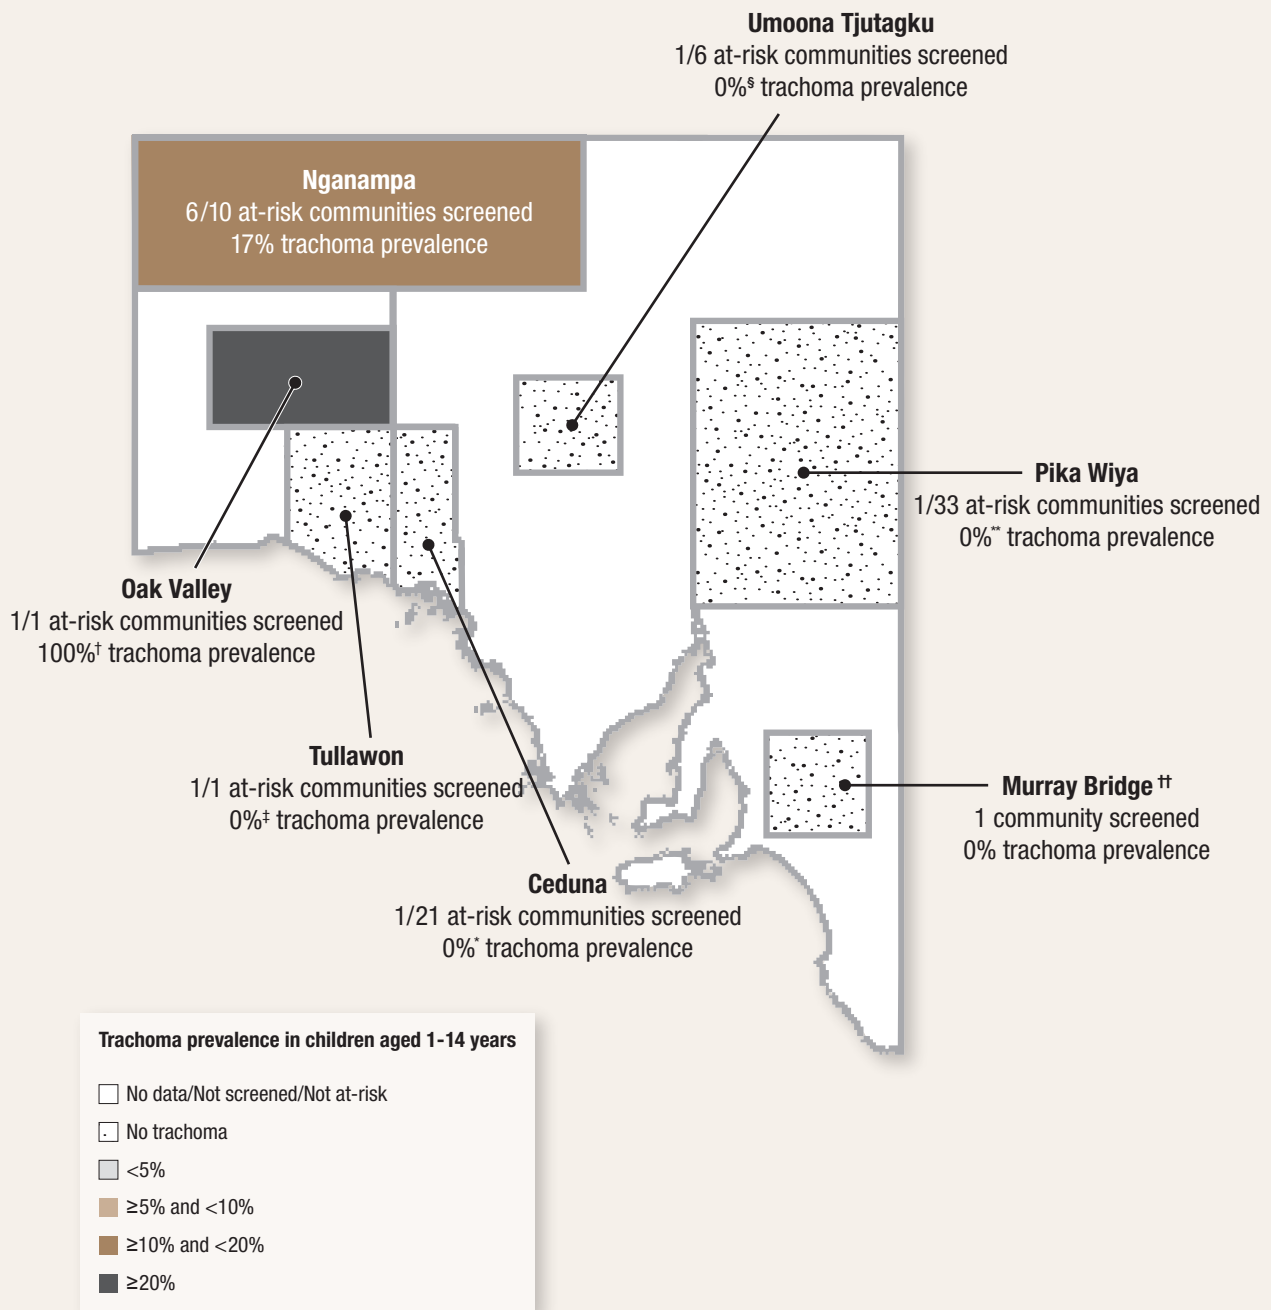 Umoona Tjutagku
1/6 at-risk communities screened
0%§ trachoma prevalence
Nganampa
6/10 at-risk communities screened
17% trachoma prevalence
Pika Wiya
1/33 at-risk communities screened
0%** trachoma prevalence
Oak Valley
1/1 at-risk communities screened
100%† trachoma prevalence
Tullawon
1/1 at-risk communities screened
0%‡ trachoma prevalence
Murray Bridge ††
1 community screened
0% trachoma prevalence
Ceduna
1/21 at-risk communities screened
0%* trachoma prevalence
Trachoma prevalence in children aged 1-14 years
No data/Not screened/Not at-risk
No trachoma
<5%
≥5% and <10%
≥10% and <20%
≥20%